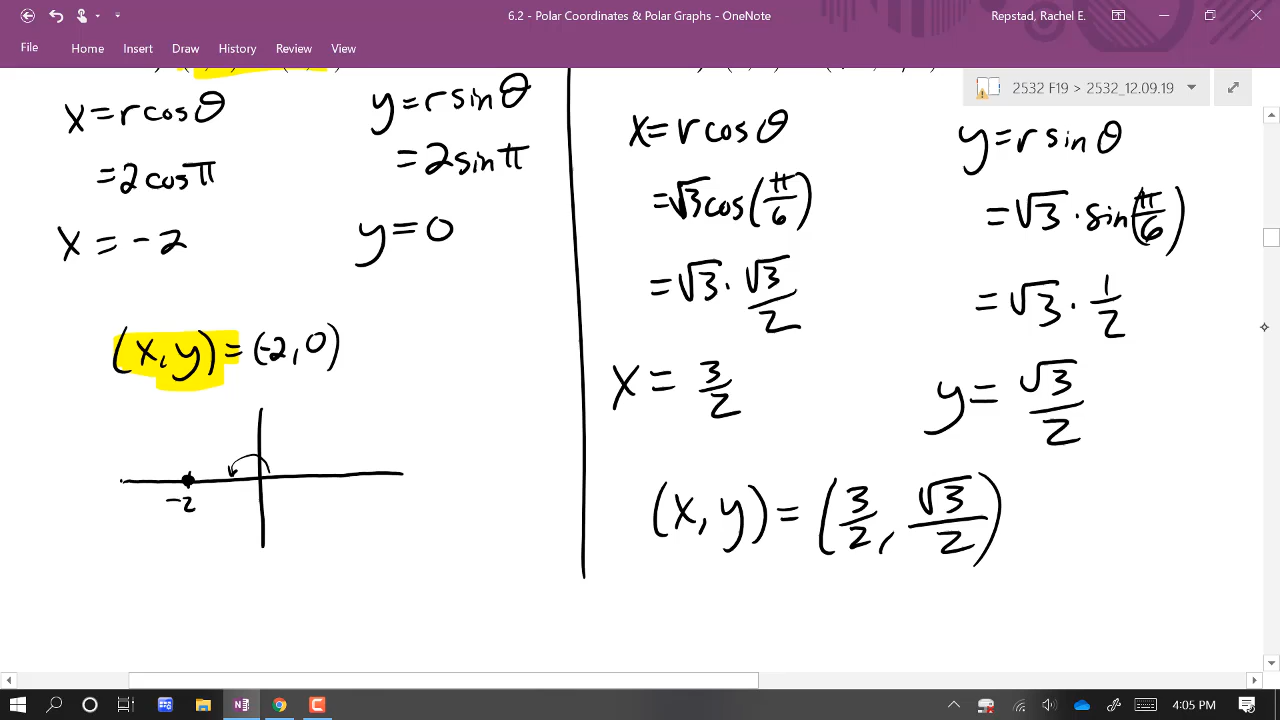 6.2 - Polar Coordinates & Polar Graphs - OneNote
Repstad, Rachel E.
File Home Insert Draw History Review View
2532 F19 > 2532_12.09.19
x = r cos θ
= 2 cos π
x = -2
y = r sin θ
= 2 sin π
y = 0
(x, y) = (-2, 0)
-2
x = r cos θ
= √3 cos(π/6)
= √3 · √3/2
x = 3/2
y = r sin θ
= √3 · sin(π/6)
= √3 · 1/2
y = √3/2
(x, y) = (3/2, √3/2)
4:05 PM